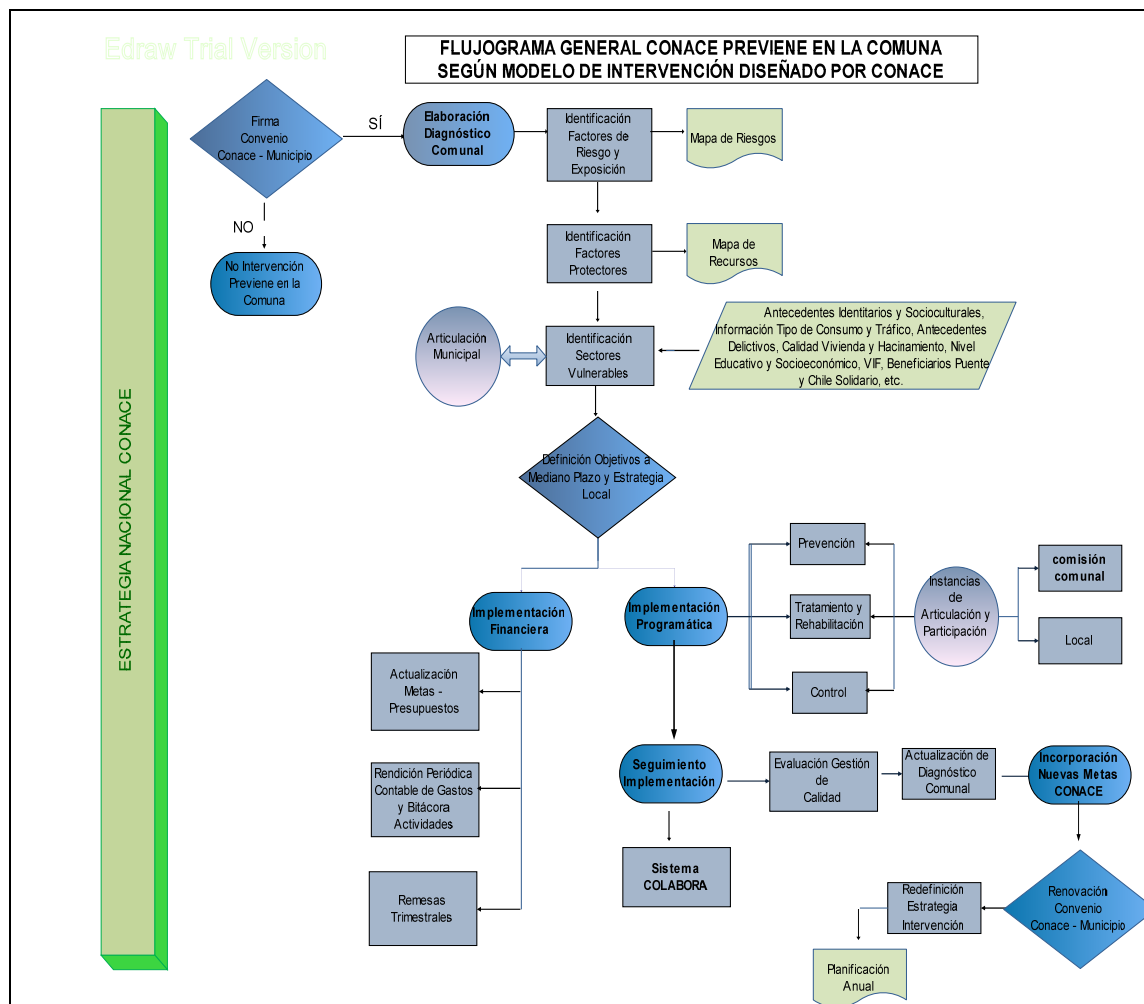 Edraw Trial Version
FLUJOGRAMA GENERAL CONACE PREVIENE EN LA COMUNA
SEGÚN MODELO DE INTERVENCIÓN DISEÑADO POR CONACE
ESTRATEGIA NACIONAL CONACE
Firma
Convenio
Conace - Municipio
SÍ
NO
No Intervención
Previene en la
Comuna
Elaboración
Diagnóstico
Comunal
Identificación
Factores de
Riesgo y
Exposición
Mapa de Riesgos
Identificación
Factores
Protectores
Mapa de
Recursos
Articulación
Municipal
Identificación
Sectores
Vulnerables
Antecedentes Identitarios y Socioculturales,
Información Tipo de Consumo y Tráfico, Antecedentes
Delictivos, Calidad Vivienda y Hacinamiento, Nivel
Educativo y Socioeconómico, VIF, Beneficiarios Puente
y Chile Solidario, etc.
Definición Objetivos a
Mediano Plazo y Estrategia
Local
Implementación
Financiera
Actualización
Metas -
Presupuestos
Rendición Periódica
Contable de Gastos
y Bitácora
Actividades
Remesas
Trimestrales
Implementación
Programática
Prevención
Tratamiento y
Rehabilitación
Control
Instancias
de
Articulación y
Participación
comisión
comunal
Local
Seguimiento
Implementación
Sistema
COLABORA
Evaluación Gestión
de
Calidad
Actualización de
Diagnóstico
Comunal
Incorporación
Nuevas Metas
CONACE
Renovación
Convenio
Conace - Municipio
Redefinición
Estrategia
Intervención
Planificación
Anual